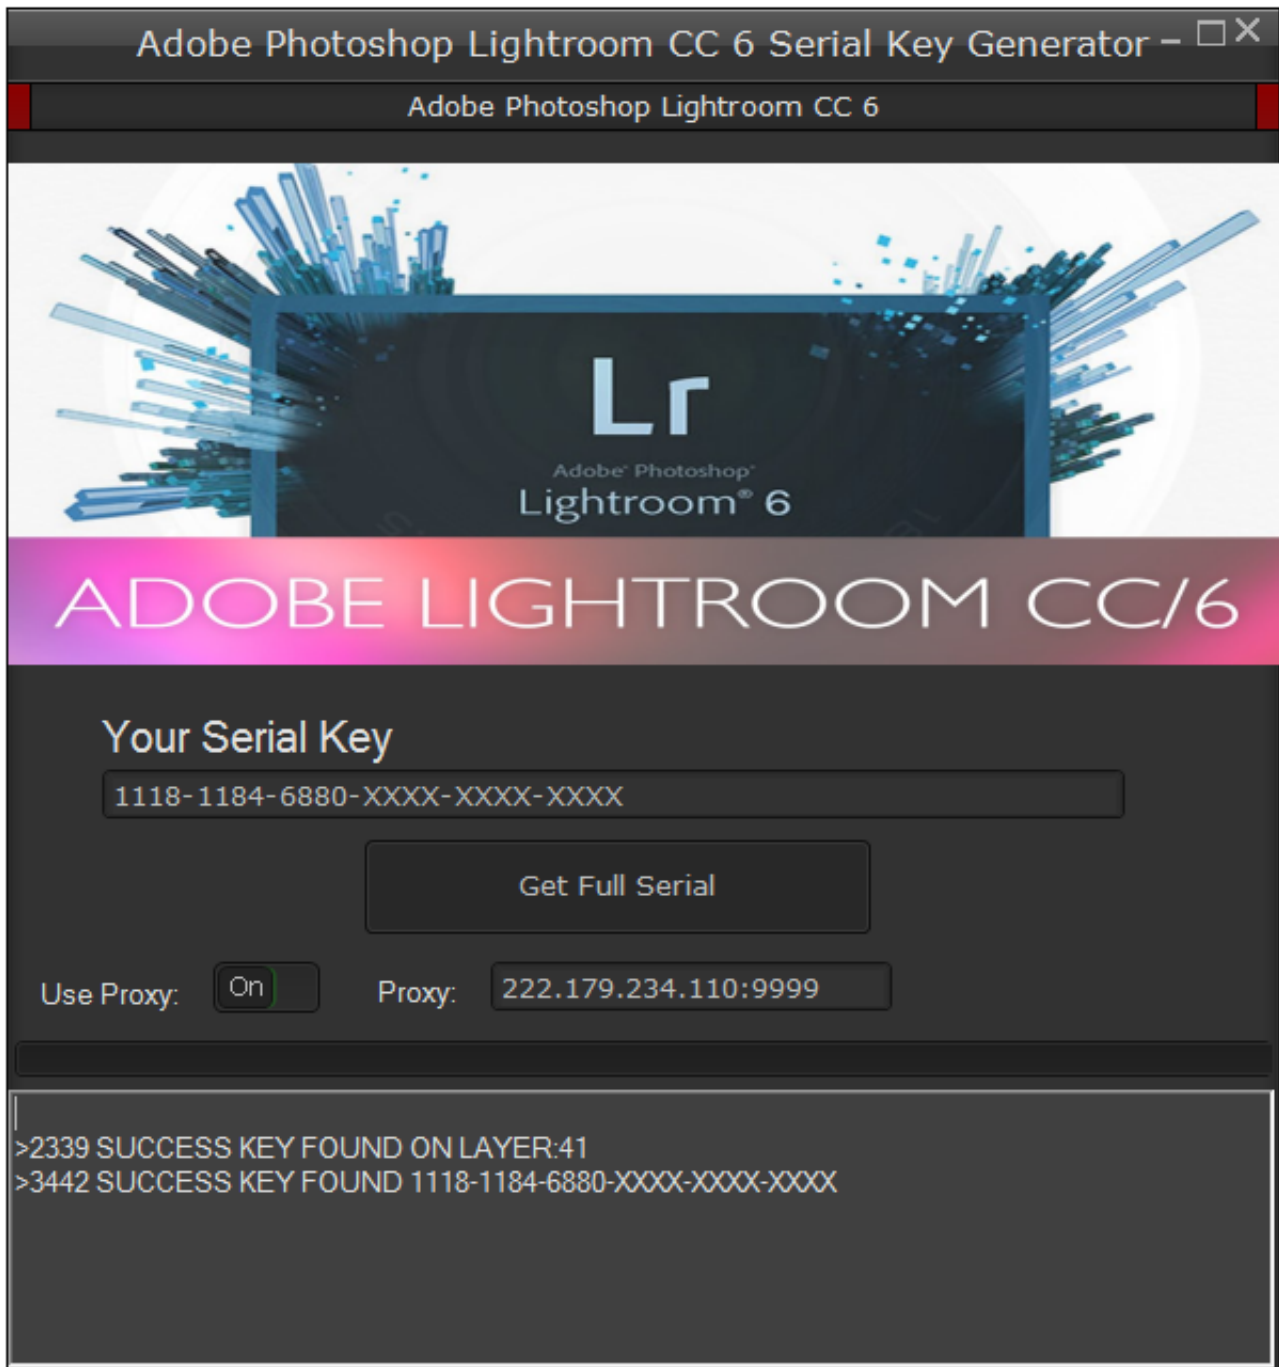 Adobe Photoshop Lightroom CC 6 Serial Key Generator
Adobe Photoshop Lightroom CC 6
Lr
Adobe® Photoshop®
Lightroom® 6
ADOBE LIGHTROOM CC/6
Your Serial Key
1118-1184-6880-XXXX-XXXX-XXXX
Get Full Serial
Use Proxy: On Proxy: 222.179.234.110:9999
>2339 SUCCESS KEY FOUND ON LAYER:41
>3442 SUCCESS KEY FOUND 1118-1184-6880-XXXX-XXXX-XXXX